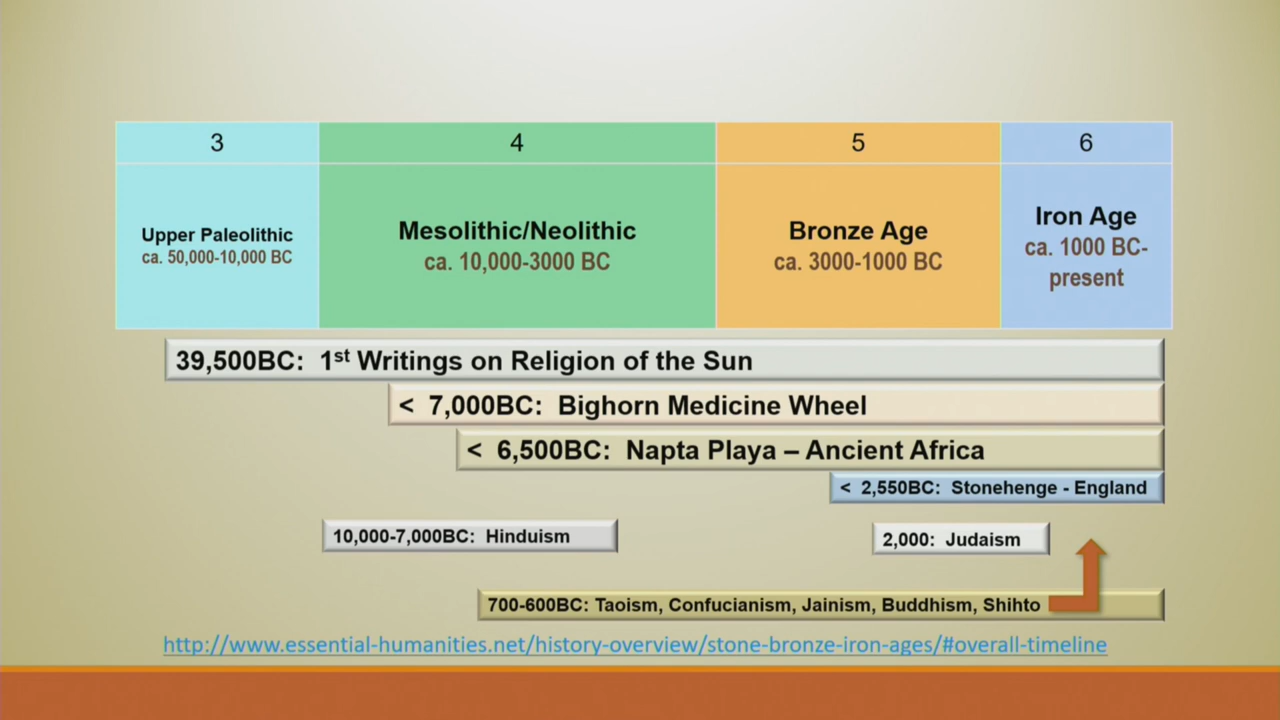 3
4
5
6
Upper Paleolithic
ca. 50,000-10,000 BC
Mesolithic/Neolithic
ca. 10,000-3000 BC
Bronze Age
ca. 3000-1000 BC
Iron Age
ca. 1000 BC-
present
39,500BC: 1st Writings on Religion of the Sun
< 7,000BC: Bighorn Medicine Wheel
< 6,500BC: Napta Playa – Ancient Africa
< 2,550BC: Stonehenge - England
10,000-7,000BC: Hinduism
2,000: Judaism
700-600BC: Taoism, Confucianism, Jainism, Buddhism, Shihto
http://www.essential-humanities.net/history-overview/stone-bronze-iron-ages/#overall-timeline